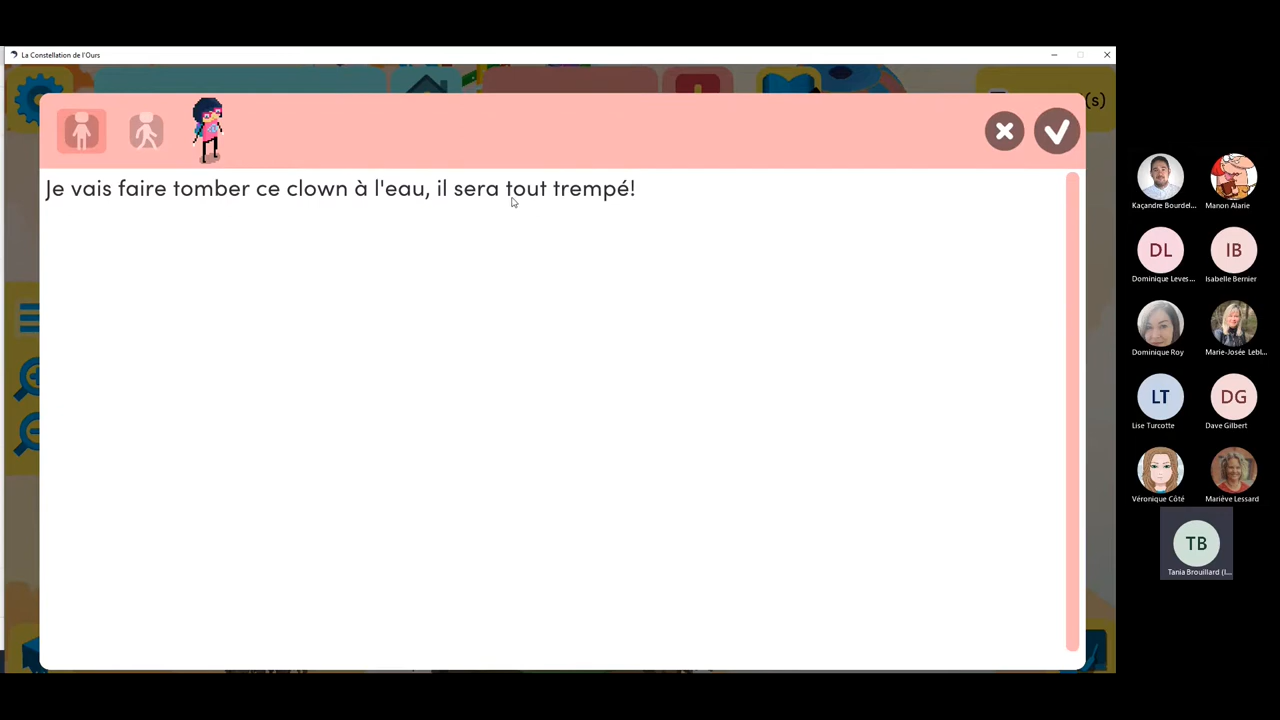 La Constellation de l'Ours
(s)
Je vais faire tomber ce clown à l'eau, il sera tout trempé!
Kaçandre Bourdel...
Manon Alarie
DL
IB
Dominique Leves...
Isabelle Bernier
Dominique Roy
Marie-Josée Lebl...
LT
DG
Lise Turcotte
Dave Gilbert
Véronique Côté
Mariève Lessard
TB
Tania Brouillard (I...